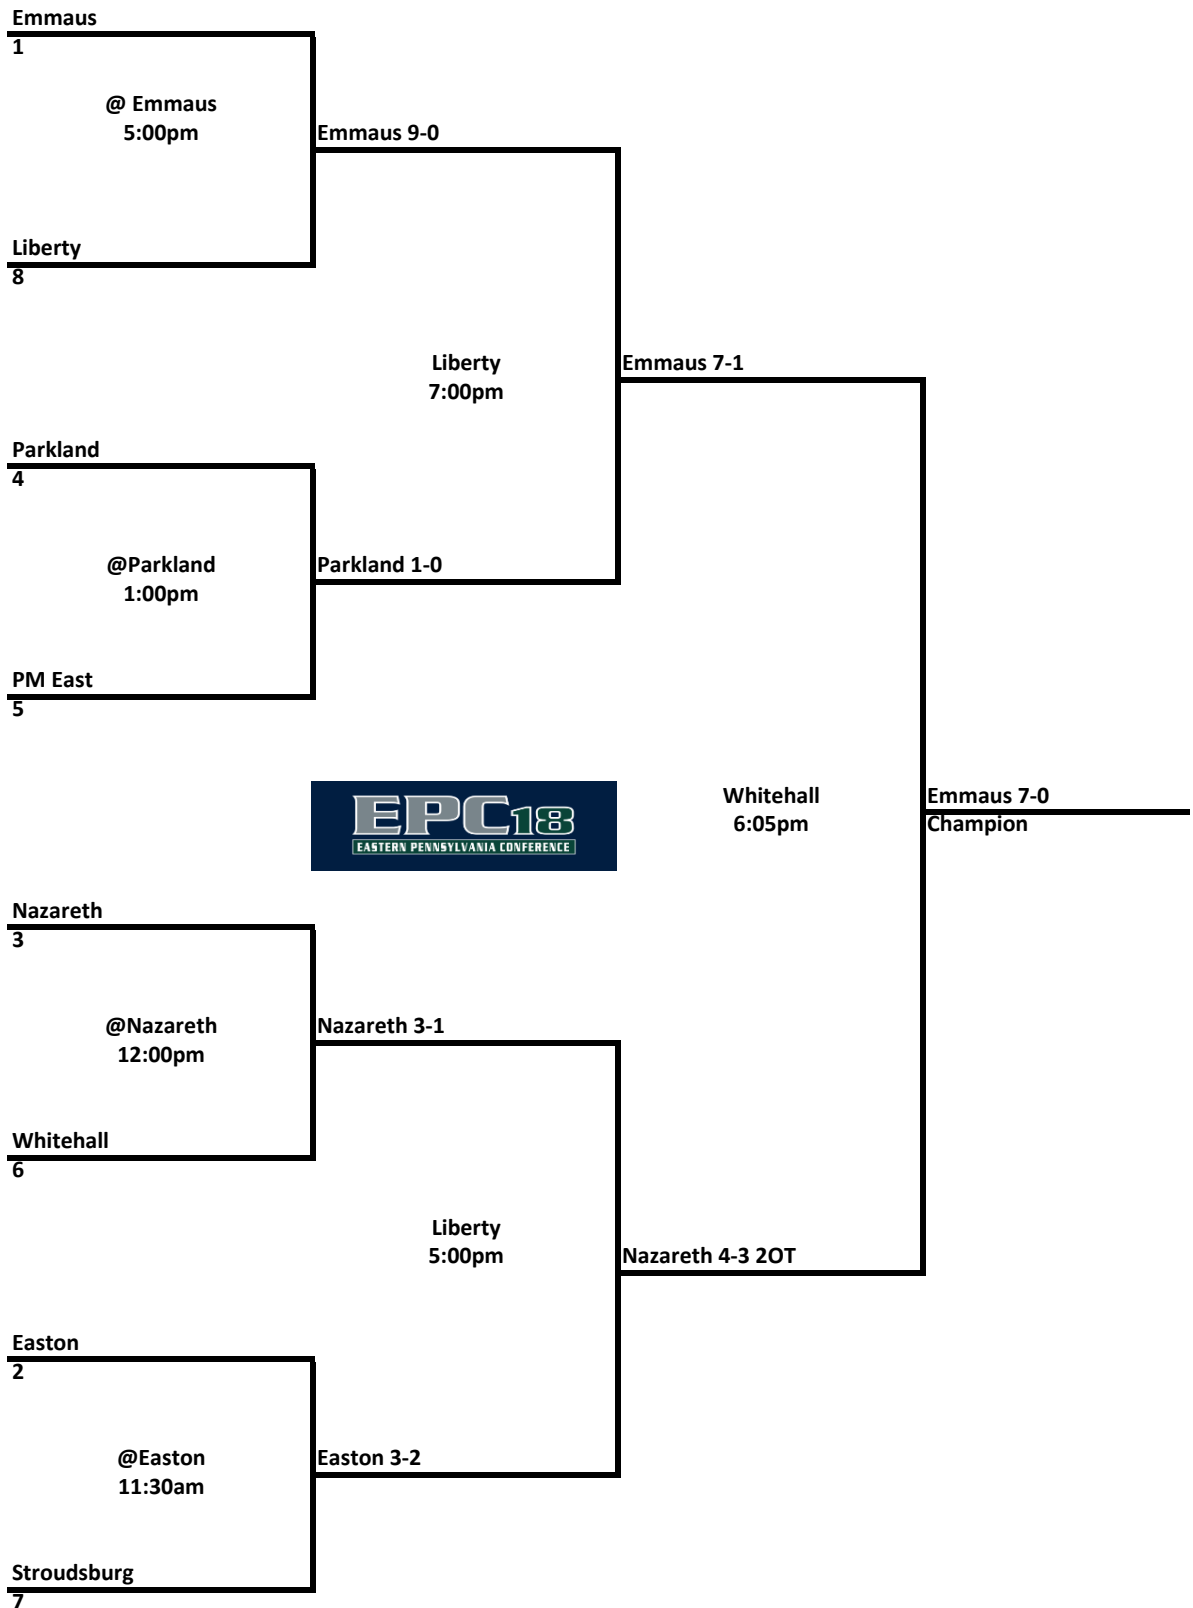 Emmaus
1
@ Emmaus
5:00pm
Emmaus 9-0
Liberty
8
Liberty
7:00pm
Emmaus 7-1
Parkland
4
@Parkland
1:00pm
Parkland 1-0
PM East
5
EPC18
EASTERN PENNSYLVANIA CONFERENCE
Whitehall
6:05pm
Emmaus 7-0
Champion
Nazareth
3
@Nazareth
12:00pm
Nazareth 3-1
Whitehall
6
Liberty
5:00pm
Nazareth 4-3 2OT
Easton
2
@Easton
11:30am
Easton 3-2
Stroudsburg
7